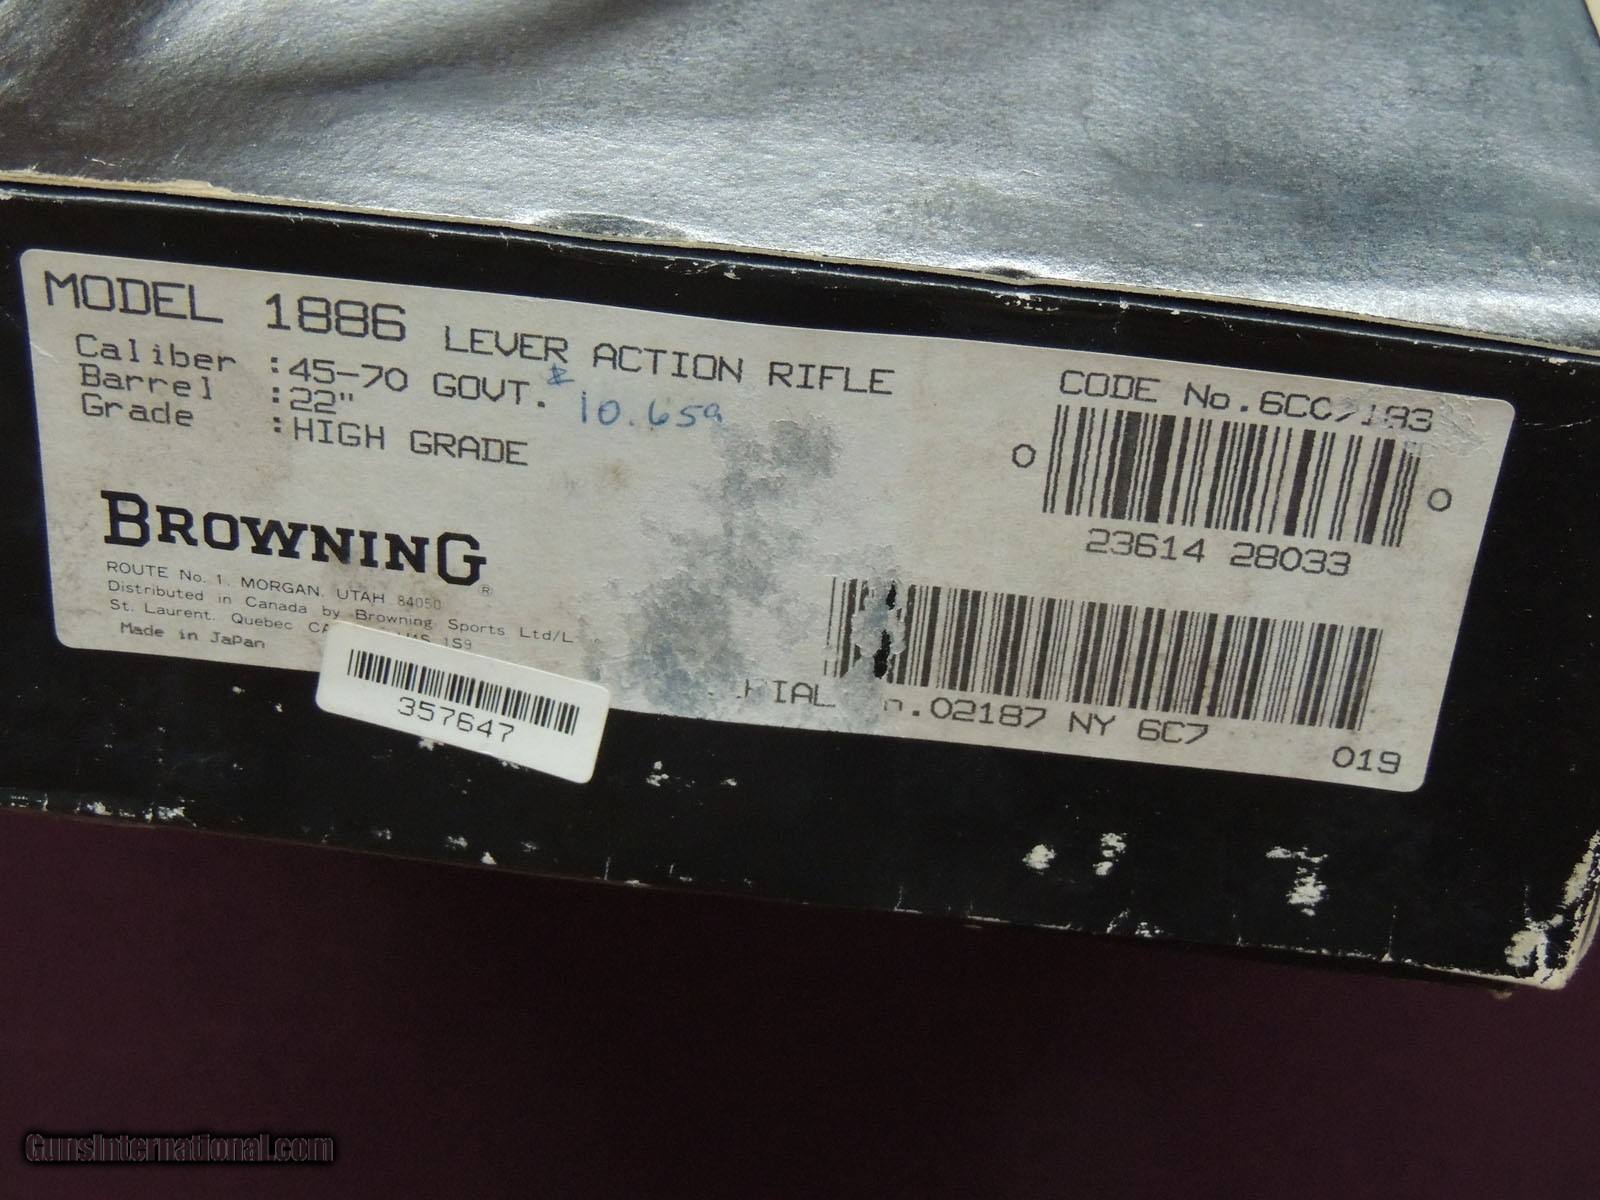 MODEL 1886 LEVER ACTION RIFLE
Caliber :45-70 GOVT.
Barrel :22"
Grade :HIGH GRADE
10.659
BROWNING®
ROUTE No. 1, MORGAN, UTAH 84050
Distributed in Canada by Browning Sports Ltd/L
St. Laurent, Quebec 1S9
Made in JaPan
357647
CODE No.6CC7183
0 0
23614 28033
.02187 NY 6C7
019
GunsInternational.com